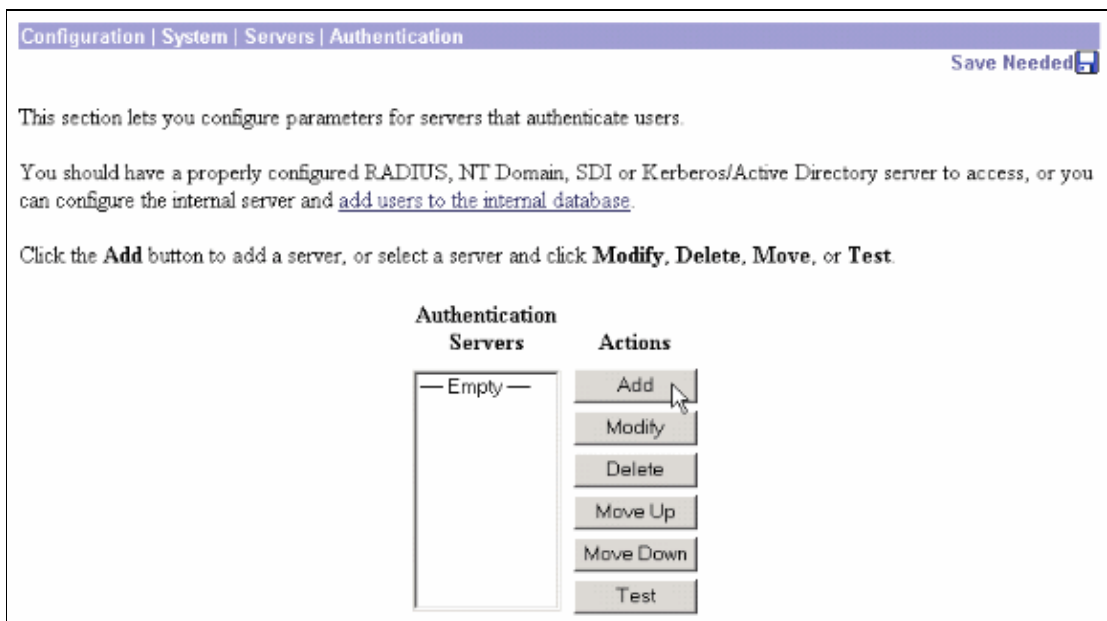 Configuration | System | Servers | Authentication
Save Needed
This section lets you configure parameters for servers that authenticate users.
You should have a properly configured RADIUS, NT Domain, SDI or Kerberos/Active Directory server to access, or you
can configure the internal server and add users to the internal database.
Click the Add button to add a server, or select a server and click Modify, Delete, Move, or Test.
Authentication
Servers
Actions
— Empty —
Add
Modify
Delete
Move Up
Move Down
Test